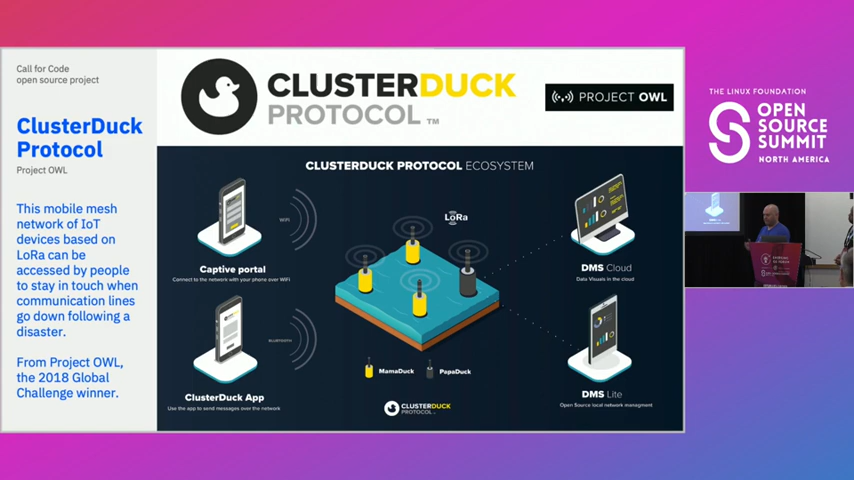 Call for Code
open source project
ClusterDuck
Protocol
Project OWL
This mobile mesh
network of IoT
devices based on
LoRa can be
accessed by people
to stay in touch when
communication lines
go down following a
disaster.
From Project OWL,
the 2018 Global
Challenge winner.
CLUSTERDUCK
PROTOCOL ™
PROJECT OWL
CLUSTERDUCK PROTOCOL ECOSYSTEM
WIFI
Captive portal
Connect to the network with your phone over WiFi
BLUETOOTH
ClusterDuck App
Use the app to send messages over the network
LoRa
MamaDuck
PapaDuck
CLUSTERDUCK
PROTOCOL
DMS Cloud
Data Visuals in the cloud
DMS Lite
Open Source local network managment
THE LINUX FOUNDATION
OPEN
SOURCE
SUMMIT
NORTH AMERICA